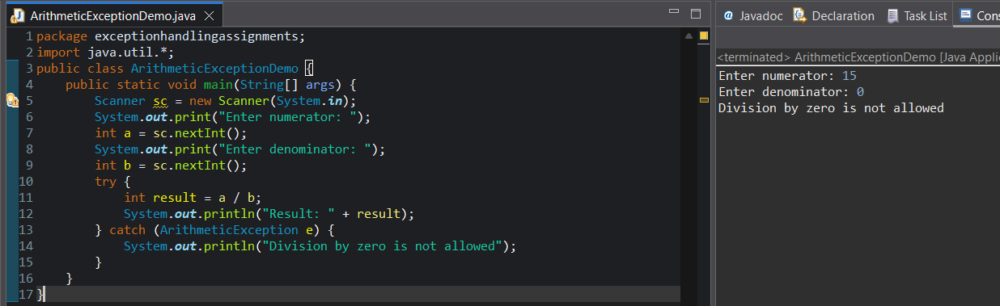 ArithmeticExceptionDemo.java
1 package exceptionhandlingassignments;
2 import java.util.*;
3 public class ArithmeticExceptionDemo {
4     public static void main(String[] args) {
5         Scanner sc = new Scanner(System.in);
6         System.out.print("Enter numerator: ");
7         int a = sc.nextInt();
8         System.out.print("Enter denominator: ");
9         int b = sc.nextInt();
10         try {
11             int result = a / b;
12             System.out.println("Result: " + result);
13         } catch (ArithmeticException e) {
14             System.out.println("Division by zero is not allowed");
15         }
16     }
17 }
@ Javadoc Declaration Task List Cons
<terminated> ArithmeticExceptionDemo [Java Appli
Enter numerator: 15
Enter denominator: 0
Division by zero is not allowed